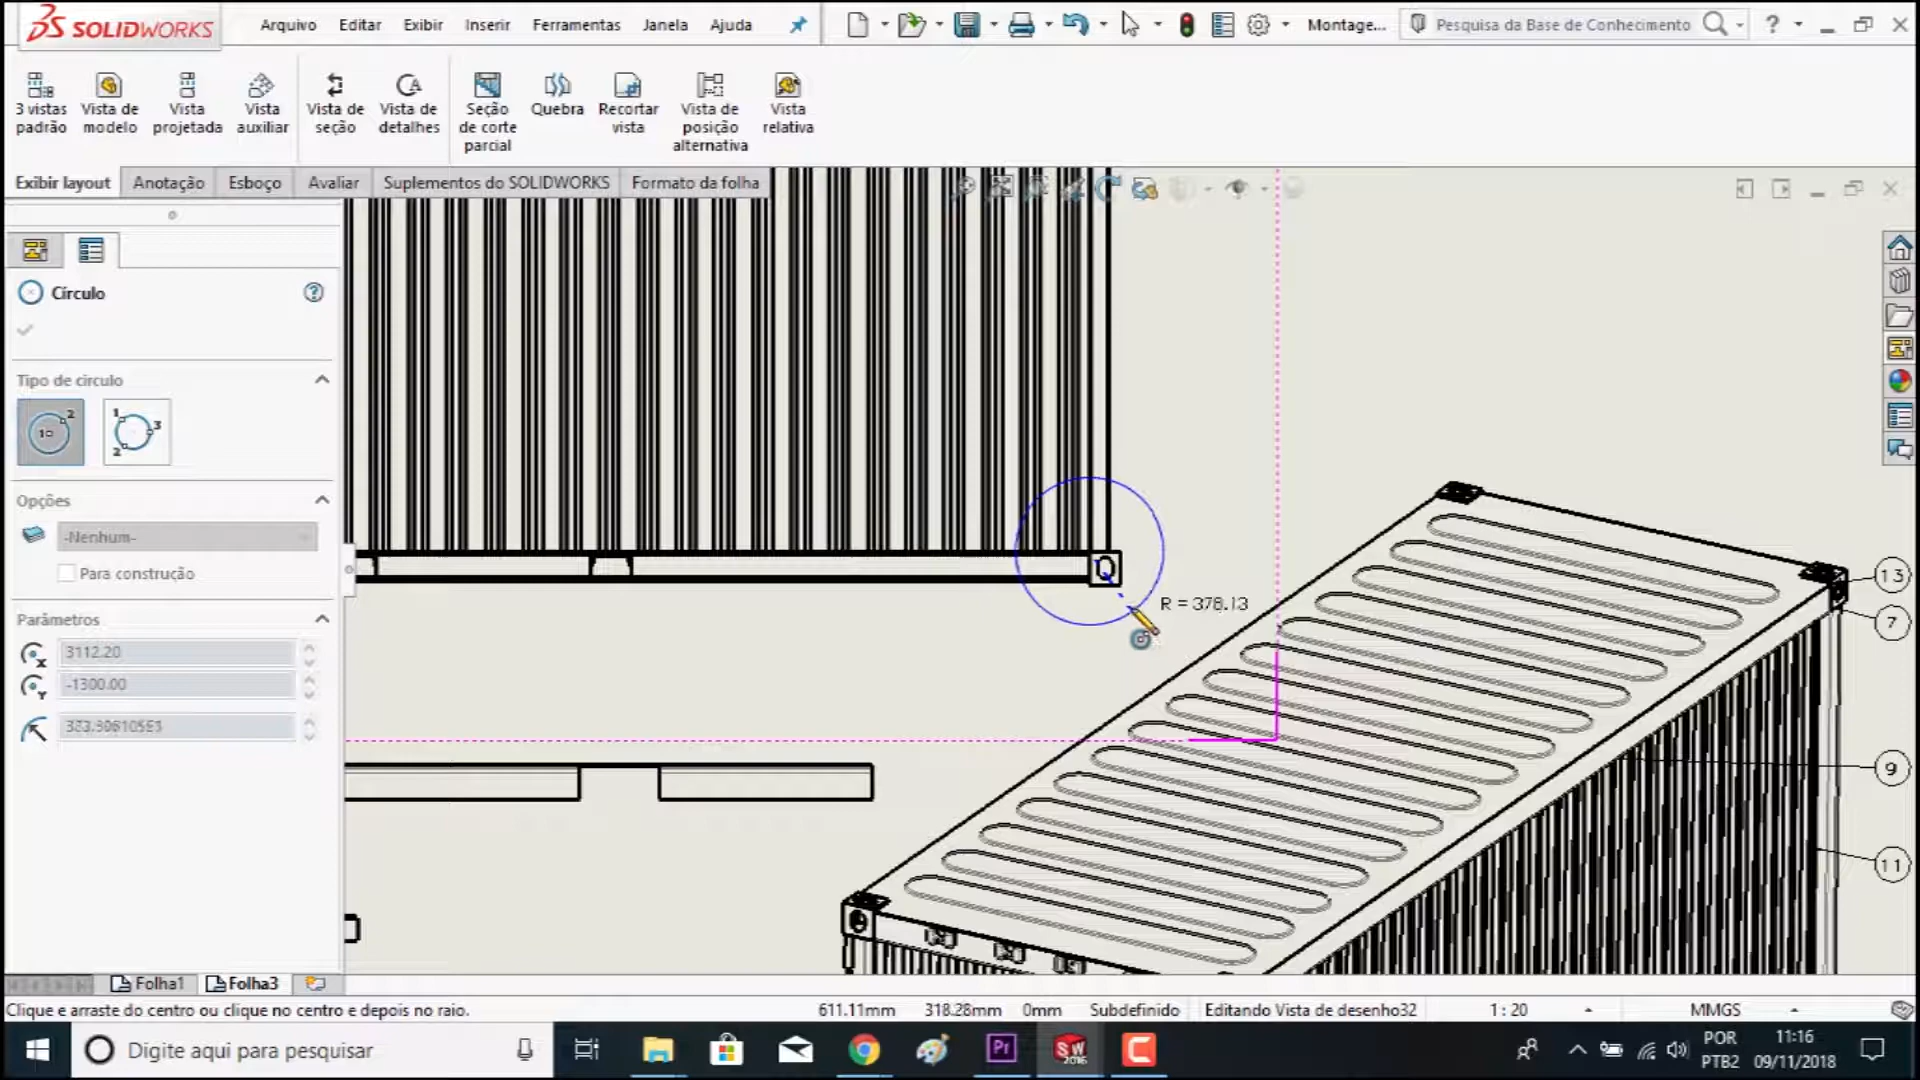 SOLIDWORKS
Arquivo Editar Exibir Inserir Ferramentas Janela Ajuda
Montage...
Pesquisa da Base de Conhecimento
?
3 vistas padrão
Vista de modelo
Vista projetada
Vista auxiliar
Vista de seção
Vista de detalhes
Seção de corte parcial
Quebra
Recortar vista
Vista de posição alternativa
Vista relativa
Exibir layout Anotação Esboço Avaliar Suplementos do SOLIDWORKS Formato da folha
Círculo
Tipo de círculo
Opções
-Nenhum-
Para construção
Parâmetros
3112.20
-1300.00
R = 378.13
13
7
9
11
Folha1 Folha3
Clique e arraste do centro ou clique no centro e depois no raio.
611.11mm 318.28mm 0mm Subdefinido Editando Vista de desenho32 1 : 20 MMGS
Digite aqui para pesquisar
Pr
SW
2016
POR
PTB2
11:16
09/11/2018